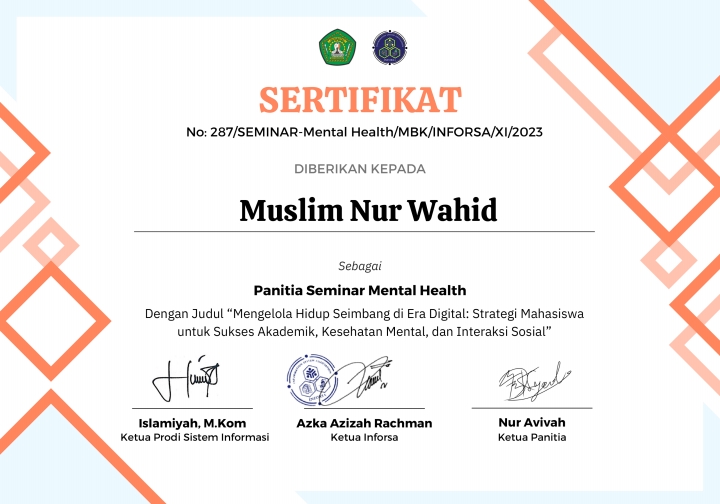 SERTIFIKAT
No: 287/SEMINAR-Mental Health/MBK/INFORSA/XI/2023
DIBERIKAN KEPADA
Muslim Nur Wahid
Sebagai
Panitia Seminar Mental Health
Dengan Judul “Mengelola Hidup Seimbang di Era Digital: Strategi Mahasiswa
untuk Sukses Akademik, Kesehatan Mental, dan Interaksi Sosial”
Islamiyah, M.Kom
Ketua Prodi Sistem Informasi
Azka Azizah Rachman
Ketua Inforsa
Nur Avivah
Ketua Panitia